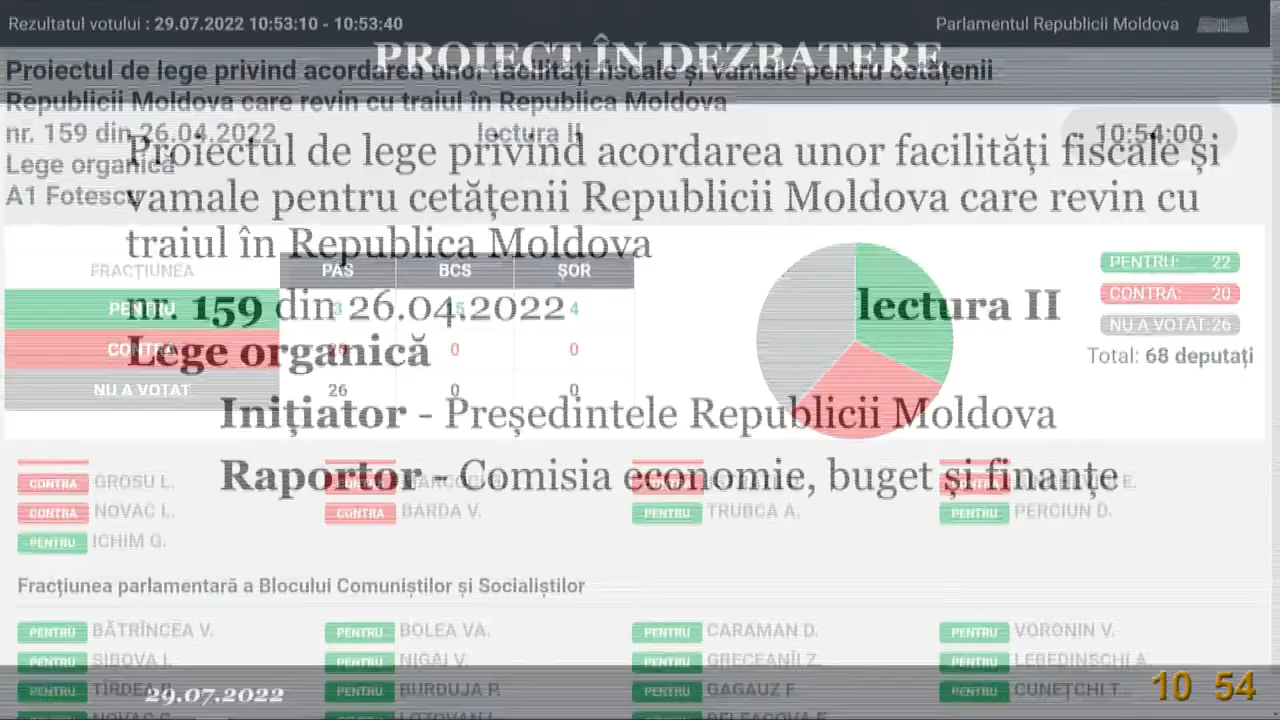 Rezultatul votului : 29.07.2022 10:53:10 - 10:53:40
Parlamentul Republicii Moldova
PROIECT ÎN DEZBATERE
Proiectul de lege privind acordarea unor facilități fiscale și vamale pentru cetățenii
Republicii Moldova care revin cu traiul în Republica Moldova
nr. 159 din 26.04.2022 lectura II
10:54:00
Lege organică
A1 Fotescu
Proiectul de lege privind acordarea unor facilități fiscale și
vamale pentru cetățenii Republicii Moldova care revin cu
traiul în Republica Moldova
nr. 159 din 26.04.2022 lectura II
Lege organică
Inițiator - Președintele Republicii Moldova
Raportor - Comisia economie, buget și finanțe
FRACȚIUNEA PAS BCS ȘOR
PENTRU 4
CONTRA 0 0
NU A VOTAT 26 0 0
PENTRU: 22
CONTRA: 20
NU A VOTAT: 26
Total: 68 deputați
CONTRA GROSU L.
CONTRA NOVAC L. CONTRA BARDA V. PENTRU TRUBCA A. PENTRU PERCIUN D.
PENTRU ICHIM G.
Fracțiunea parlamentară a Blocului Comuniștilor și Socialiștilor
PENTRU BĂTRÎNCEA V. PENTRU BOLEA VA. PENTRU CARAMAN D. PENTRU VORONIN V.
PENTRU SIBOVA I. PENTRU NIGAI V. PENTRU GRECEANÎI Z. PENTRU LEBEDINSCHI A.
PENTRU TÎRDEA PENTRU BURDUJA P. PENTRU GAGAUZ F. PENTRU CUNEȚCHI T.
29.07.2022
10 54